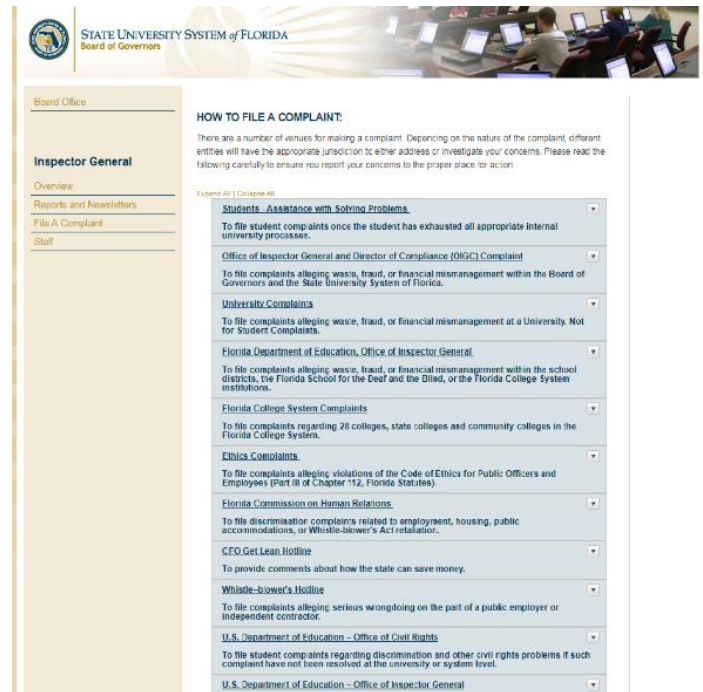 STATE UNIVERSITY SYSTEM of FLORIDA
Board of Governors
Board Office
Inspector General
Overview
Reports and Newsletters
File A Complaint
Staff
HOW TO FILE A COMPLAINT:
There are a number of venues for making a complaint. Depending on the nature of the complaint, different
entities will have the appropriate jurisdiction to either address or investigate your concerns. Please read the
following carefully to ensure you report your concerns to the proper place for action
Expand All | Collapse All
Students - Assistance with Solving Problems
To file student complaints once the student has exhausted all appropriate internal
university processes.
Office of Inspector General and Director of Compliance (OIGC) Complaint
To file complaints alleging waste, fraud, or financial mismanagement within the Board of
Governors and the State University System of Florida.
University Complaints
To file complaints alleging waste, fraud, or financial mismanagement at a University. Not
for Student Complaints.
Florida Department of Education, Office of Inspector General
To file complaints alleging waste, fraud, or financial mismanagement within the school
districts, the Florida School for the Deaf and the Blind, or the Florida College System
institutions.
Florida College System Complaints
To file complaints regarding 28 colleges, state colleges and community colleges in the
Florida College System.
Ethics Complaints
To file complaints alleging violations of the Code of Ethics for Public Officers and
Employees (Part III of Chapter 112, Florida Statutes)
Florida Commission on Human Relations
To file discrimination complaints related to employment, housing, public
accommodations, or Whistle-blower's Act retaliation.
CFO Get Lean Hotline
To provide comments about how the state can save money.
Whistle-blower's Hotline
To file complaints alleging serious wrongdoing on the part of a public employer or
independent contractor.
U.S. Department of Education – Office of Civil Rights
To file student complaints regarding discrimination and other civil rights problems if such
complaint have not been resolved at the university or system level.
U.S. Department of Education – Office of Inspector General